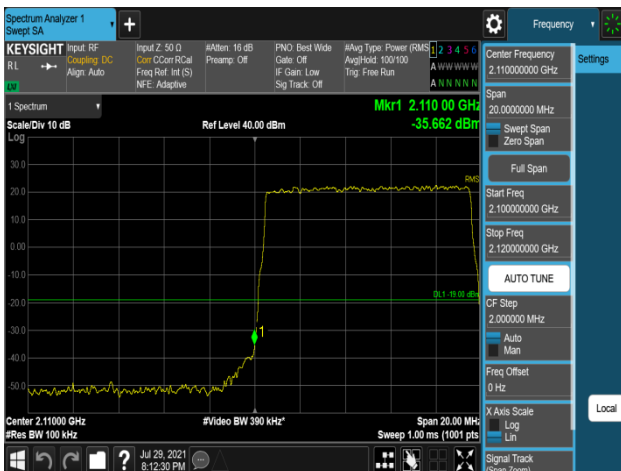 Spectrum Analyzer 1
Swept SA
+
Frequency
KEYSIGHT
RL
LW
Input: RF
Coupling: DC
Align: Auto
Input Z: 50 Ω
Corr CCorr RCal
Freq Ref: Int (S)
NFE: Adaptive
#Atten: 16 dB
Preamp: Off
PNO: Best Wide
Gate: Off
IF Gain: Low
Sig Track: Off
#Avg Type: Power (RMS
Avg|Hold: 100/100
Trig: Free Run
1 2 3 4 5 6
A W W W W W
A N N N N N
1 Spectrum
Scale/Div 10 dB
Log
Ref Level 40.00 dBm
Mkr1 2.110 00 GHz
-35.662 dBm
30.0
20.0
10.0
0.00
-10.0
-20.0
-30.0
-40.0
-50.0
RMS
DL1 -19.00 dBm
1
Center 2.11000 GHz
#Res BW 100 kHz
#Video BW 390 kHz*
Span 20.00 MHz
Sweep 1.00 ms (1001 pts)
Jul 29, 2021
8:12:30 PM
?
Center Frequency
2.110000000 GHz
Span
20.0000000 MHz
Swept Span
Zero Span
Full Span
Start Freq
2.100000000 GHz
Stop Freq
2.120000000 GHz
AUTO TUNE
CF Step
2.000000 MHz
Auto
Man
Freq Offset
0 Hz
X Axis Scale
Log
Lin
Signal Track
(Span Zoom)
Settings
Local